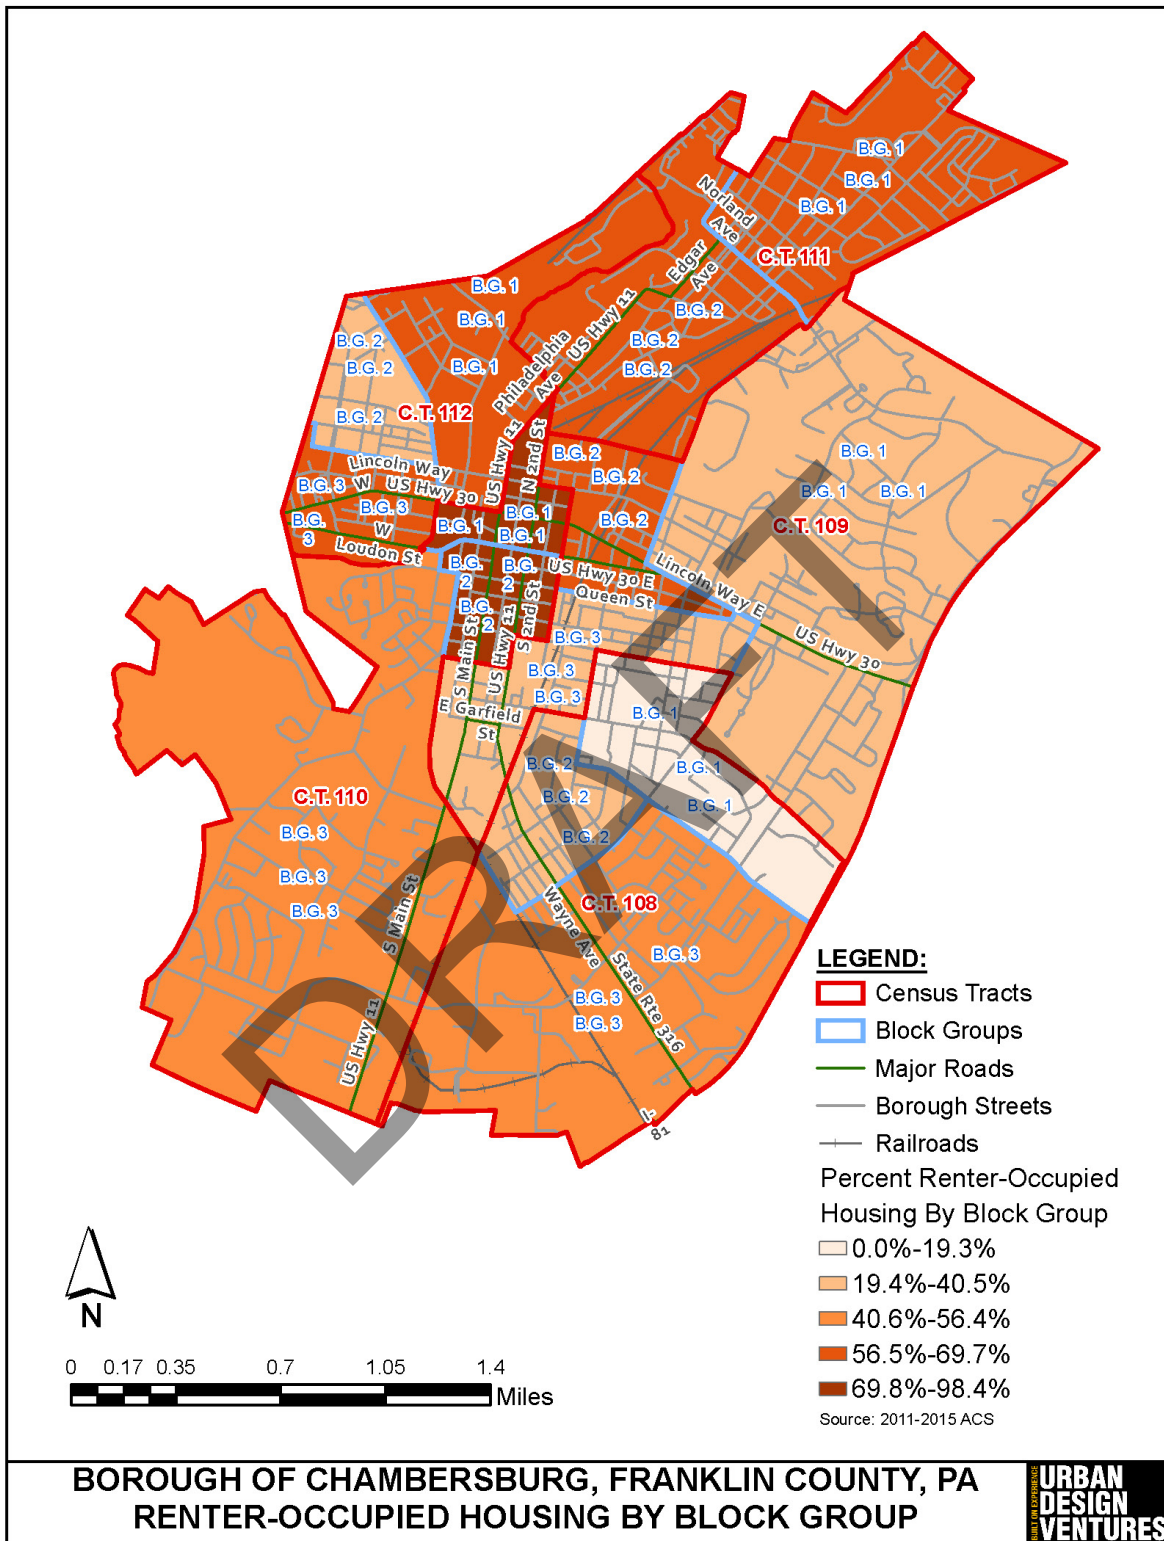 B.G. 1
B.G. 1
B.G. 1
Norland
Ave
C.T. 111
Edgar
Ave
B.G. 1
B.G. 1
B.G. 1
US Hwy 11
B.G. 2
B.G. 2
B.G. 2
Philadelphia
Ave
B.G. 2
B.G. 2
B.G. 2
C.T. 112
US Hwy 11
N 2nd St
B.G. 2
B.G. 2
B.G. 2
B.G. 1
B.G. 1
B.G. 1
C.T. 109
Lincoln Way
W
US Hwy 30
B.G. 3
B.G. 3
B.G.
3
W
Loudon St
B.G. 1
B.G. 1
B.G. 1
B.G.
2
B.G.
2
B.G.
2
US Hwy 30 E
Queen St
Lincoln Way E
US Hwy 30
S Main St
US Hwy 11
S 2nd St
B.G. 3
B.G. 3
B.G. 3
E Garfield
St
B.G. 1
B.G. 1
B.G. 1
B.G. 2
B.G. 2
B.G. 2
C.T. 110
B.G. 3
B.G. 3
B.G. 3
S Main St
US Hwy 11
C.T. 108
Wayne Ave
State Rte 316
B.G. 3
B.G. 3
B.G. 3
I-
81
DRAFT
LEGEND:
Census Tracts
Block Groups
Major Roads
Borough Streets
Railroads
Percent Renter-Occupied
Housing By Block Group
0.0%-19.3%
19.4%-40.5%
40.6%-56.4%
56.5%-69.7%
69.8%-98.4%
Source: 2011-2015 ACS
N
0 0.17 0.35 0.7 1.05 1.4
Miles
BOROUGH OF CHAMBERSBURG, FRANKLIN COUNTY, PA
RENTER-OCCUPIED HOUSING BY BLOCK GROUP
BUILT ON EXPERIENCE
URBAN
DESIGN
VENTURES